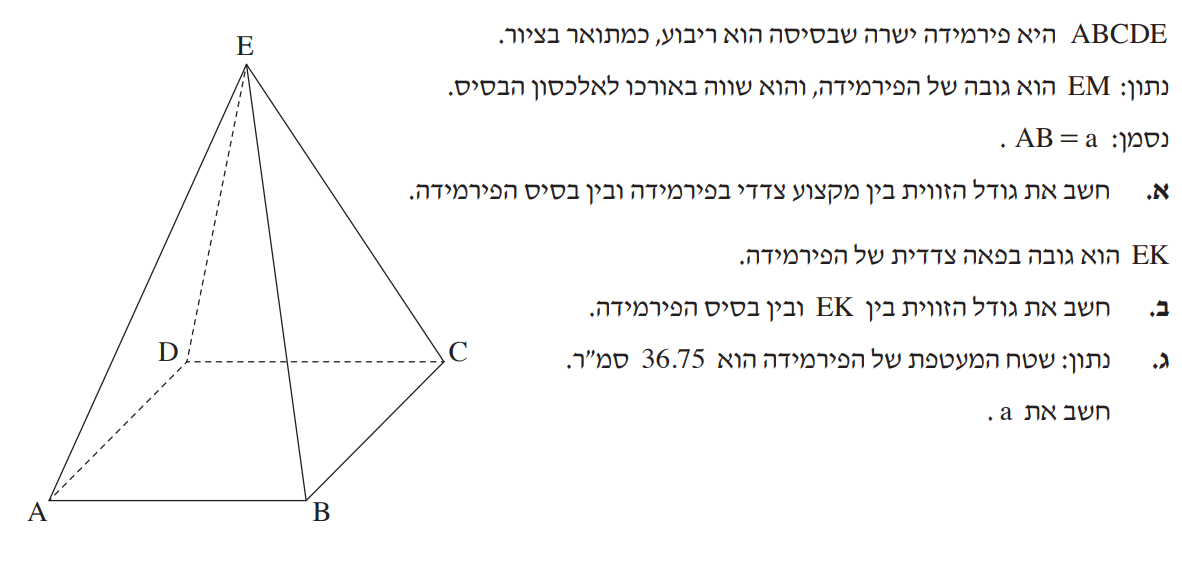 ABCDE היא פירמידה ישרה שבסיסה הוא ריבוע, כמתואר בציור.
נתון: EM הוא גובה של הפירמידה, והוא שווה באורכו לאלכסון הבסיס.
נסמן: AB = a .
א. חשב את גודל הזווית בין מקצוע צדדי בפירמידה ובין בסיס הפירמידה.
EK הוא גובה בפאה צדדית של הפירמידה.
ב. חשב את גודל הזווית בין EK ובין בסיס הפירמידה.
ג. נתון: שטח המעטפת של הפירמידה הוא 36.75 סמ"ר.
חשב את a .
E
D
C
A
B